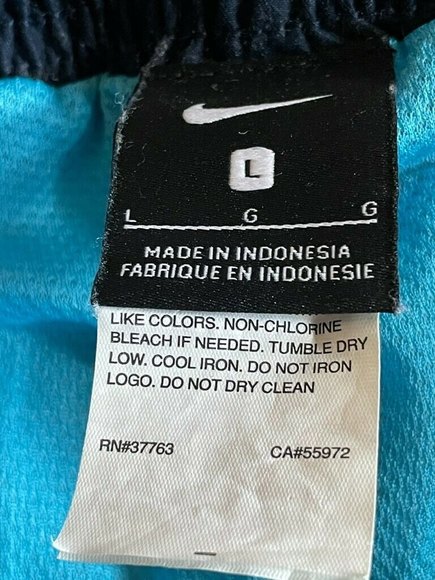 L
L G G
MADE IN INDONESIA
FABRIQUE EN INDONESIE
LIKE COLORS. NON-CHLORINE
BLEACH IF NEEDED. TUMBLE DRY
LOW. COOL IRON. DO NOT IRON
LOGO. DO NOT DRY CLEAN
RN#37763 CA#55972